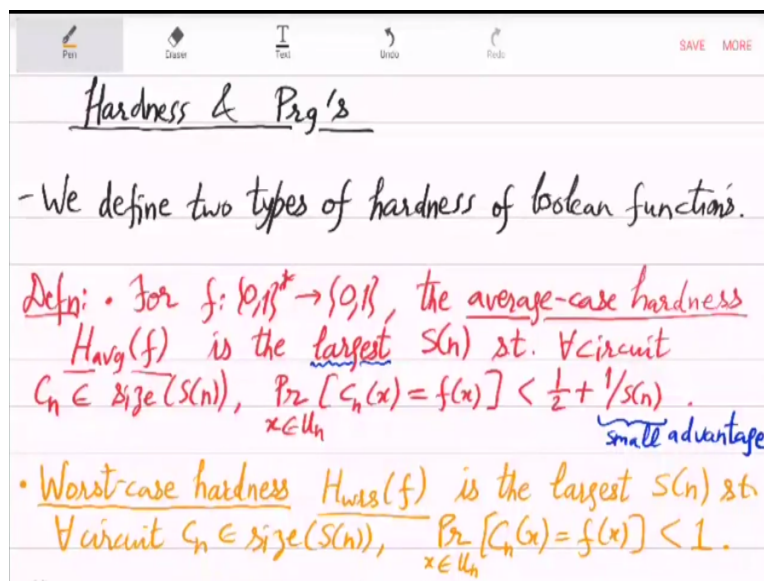 Pen Eraser Text Undo Redo SAVE MORE
Hardness & Prg's
- We define two types of hardness of boolean functions.
Defn: • For f: {0,1}* → {0,1}, the average-case hardness
Havg(f) is the largest S(n) st. ∀circuit
Cn ∈ size(S(n)), Pr [Cn(x) = f(x)] < 1/2 + 1/S(n) .
x∈Un
small advantage
• Worst-case hardness Hwrs(f) is the largest S(n) st.
∀circuit Cn ∈ size(S(n)), Pr [Cn(x) = f(x)] < 1.
x∈Un